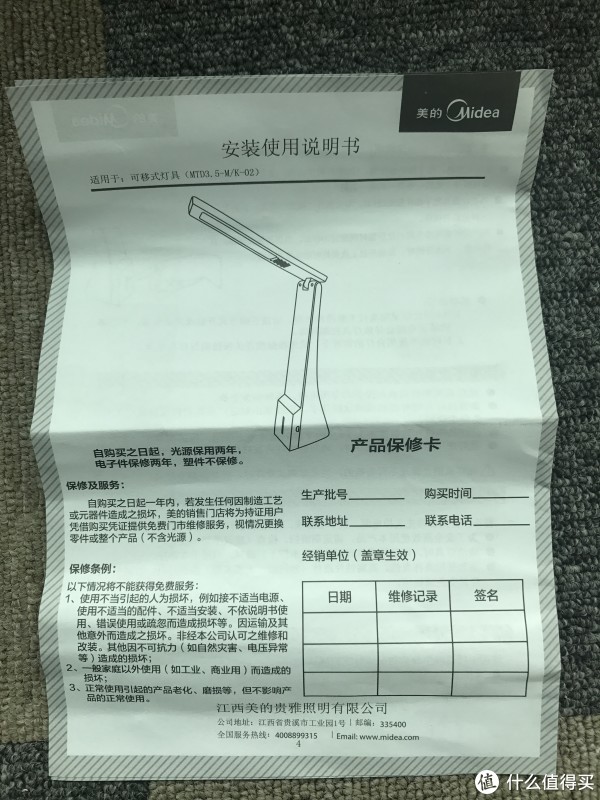 美的 Midea
安装使用说明书
适用于：可移式灯具（MTD3.5-M/K-02）
自购买之日起，光源保用两年，
电子件保修两年，塑件不保修。
产品保修卡
保修及服务：
自购买之日起一年内，若发生任何因制造工艺
或元器件造成之损坏，美的销售门店将为持证用户
凭借购买凭证提供免费门市维修服务，视情况更换
零件或整个产品（不含光源）。
生产批号 购买时间
联系地址 联系电话
经销单位（盖章生效）
日期 维修记录 签名
保修条例：
以下情况将不能获得免费服务：
1、使用不当引起的人为损坏，例如接不适当电源、
使用不适当的配件、不适当安装、不依说明书使
用、错误使用或疏忽而造成损坏等。因运输及其
他意外而造成之损坏。非经本公司认可之维修和
改装。其他因不可抗力（如自然灾害、电压异常
等）造成的损坏；
2、一般家庭以外使用（如工业、商业用）而造成的
损坏；
3、正常使用引起的产品老化、磨损等，但不影响产
品的正常使用。
江西美的贵雅照明有限公司
公司地址：江西省贵溪市工业园1号｜邮编：335400
全国服务热线：4008899315 ｜Email: www.midea.com
4
值 什么值得买